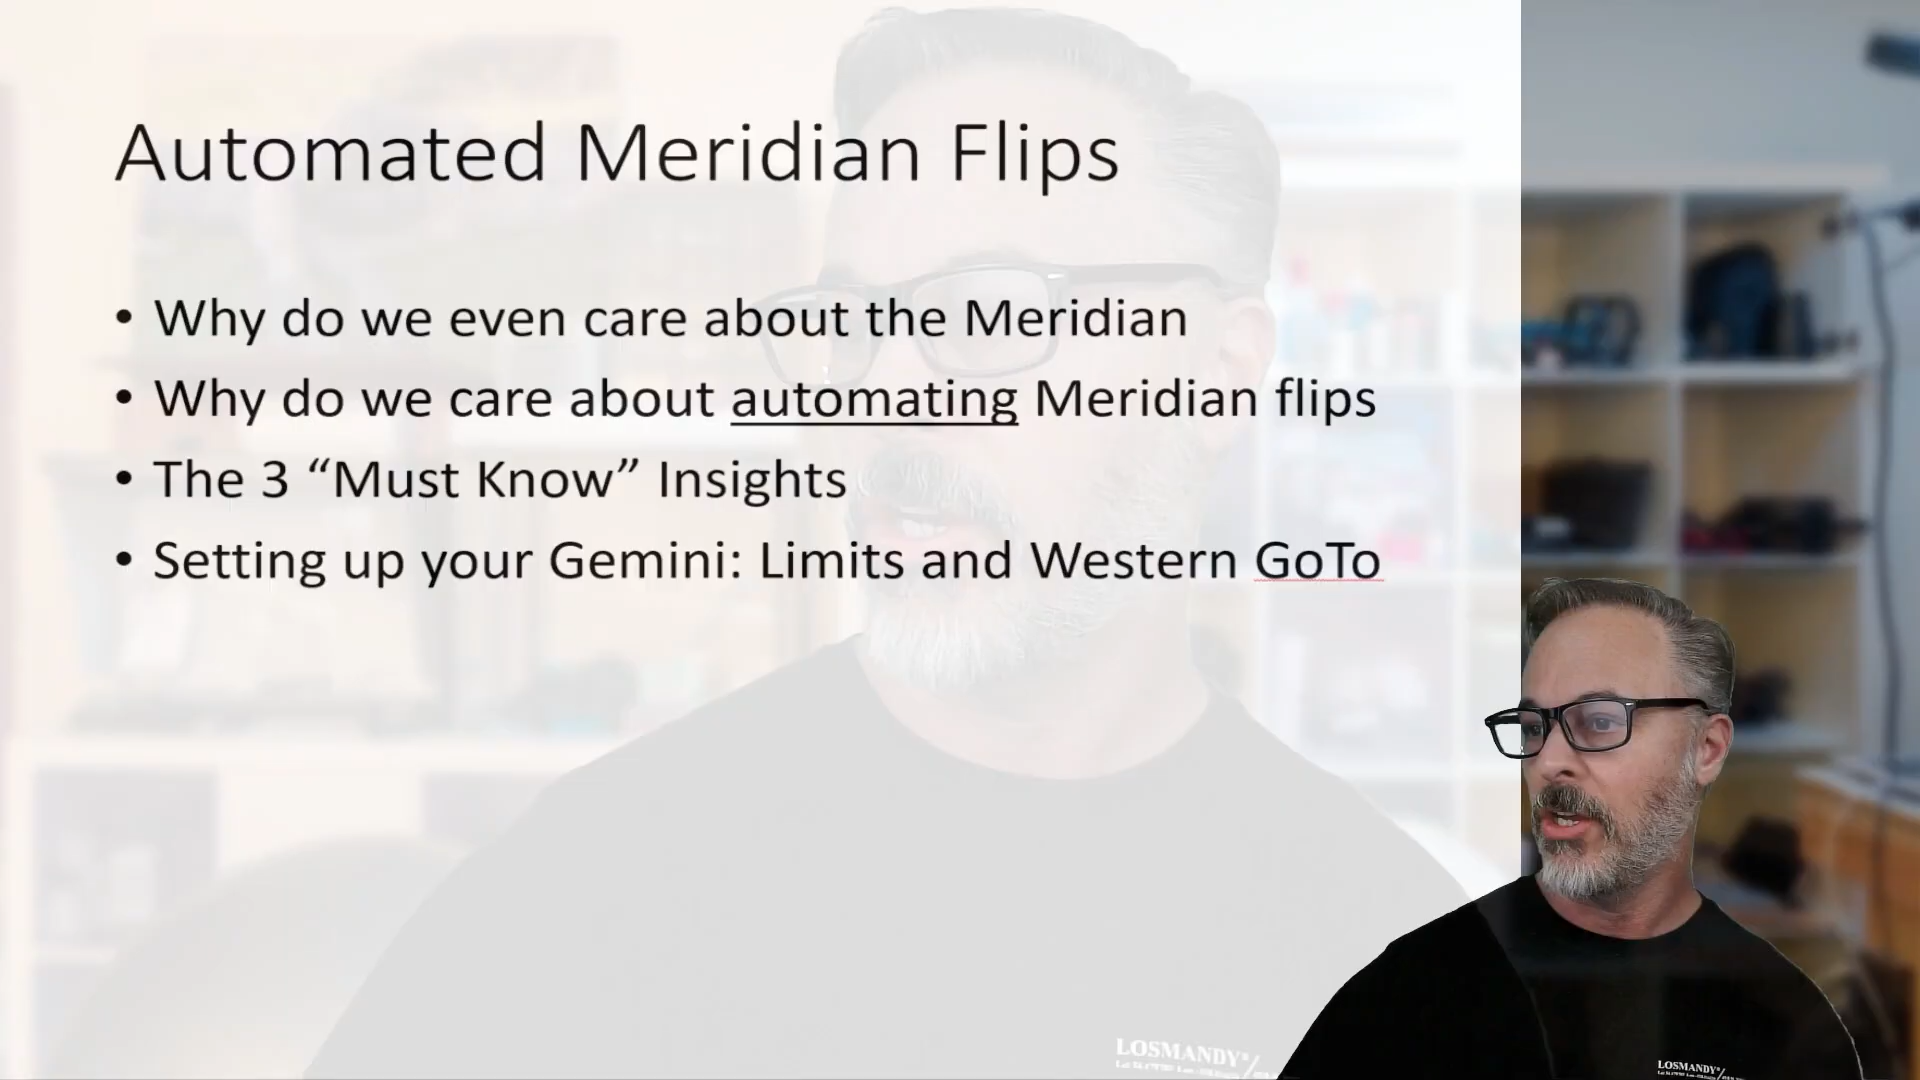 Automated Meridian Flips
• Why do we even care about the Meridian
• Why do we care about automating Meridian flips
• The 3 “Must Know” Insights
• Setting up your Gemini: Limits and Western GoTo
LOSMANDY®
LOSMANDY®